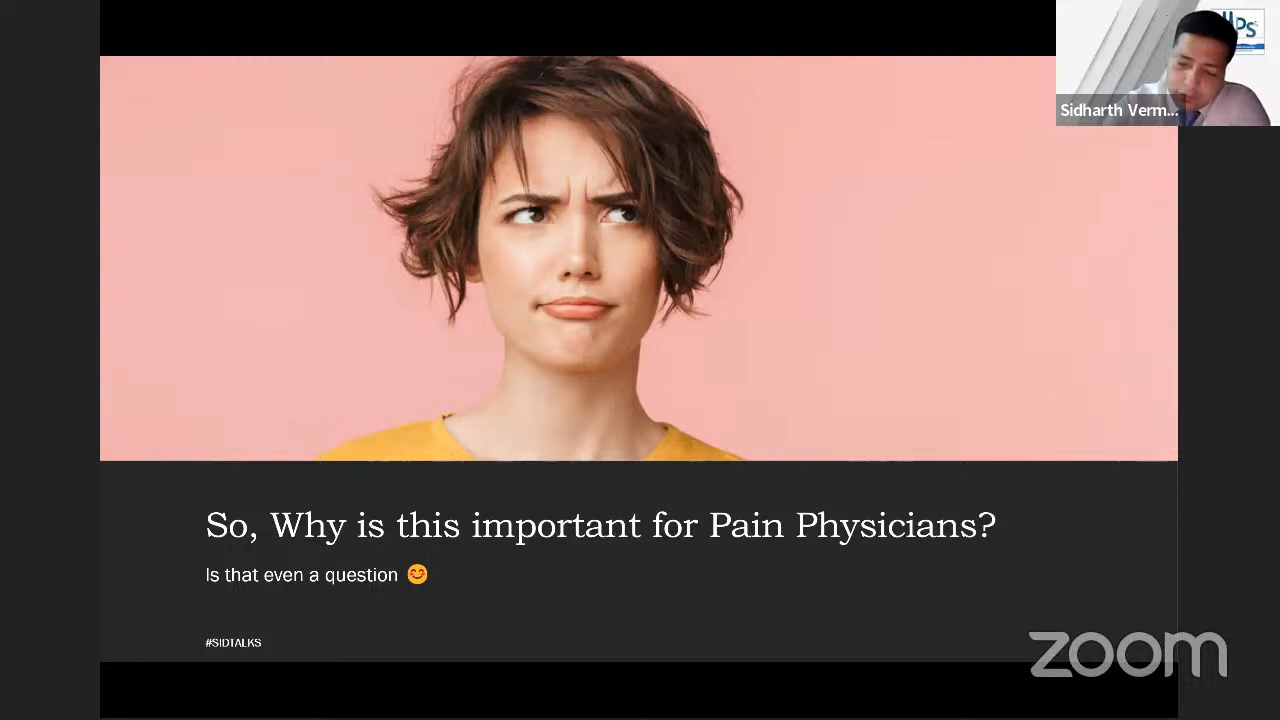 Sidharth Verm...
So, Why is this important for Pain Physicians?
Is that even a question 😊
#SIDTALKS
zoom